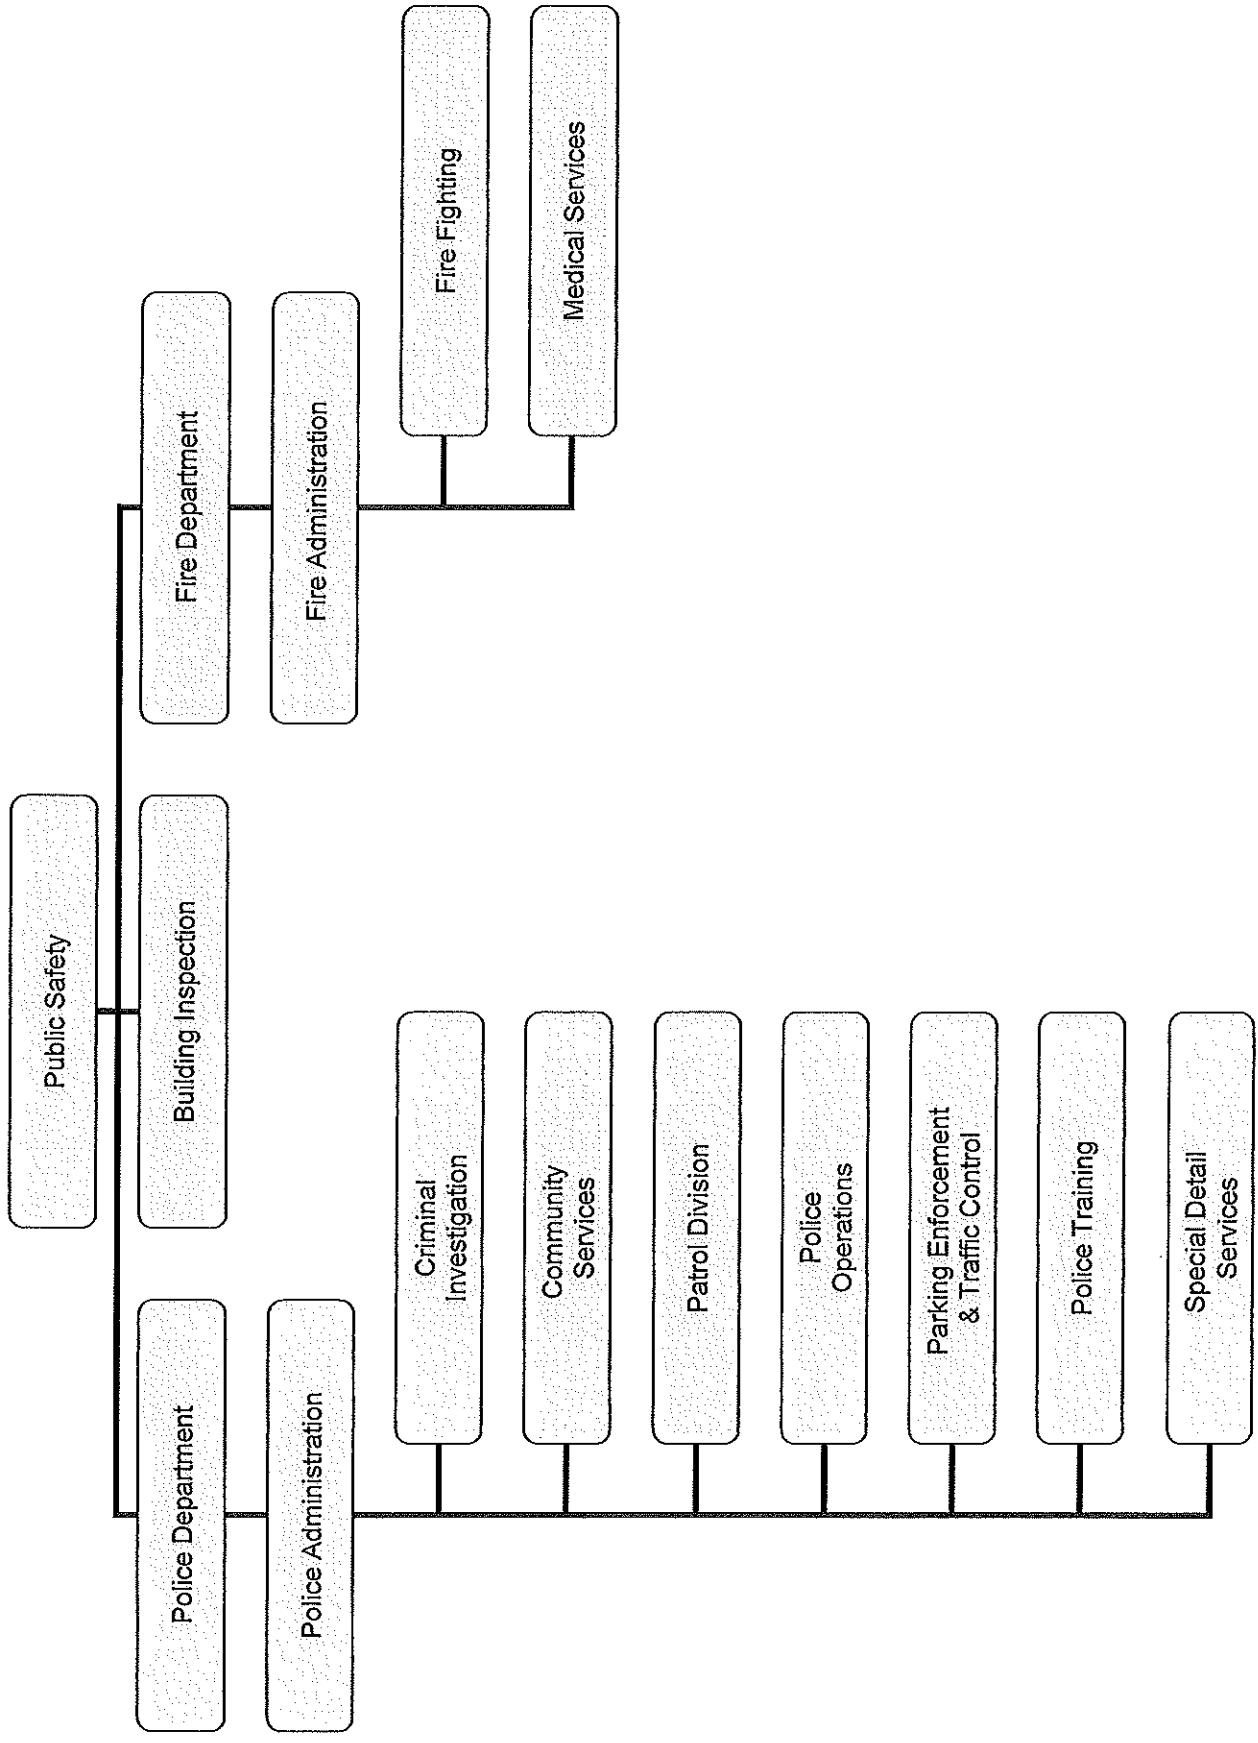 Public Safety
Police Department
Building Inspection
Fire Department
Police Administration
Fire Administration
Criminal
Investigation
Community
Services
Patrol Division
Police
Operations
Parking Enforcement
& Traffic Control
Police Training
Special Detail
Services
Fire Fighting
Medical Services